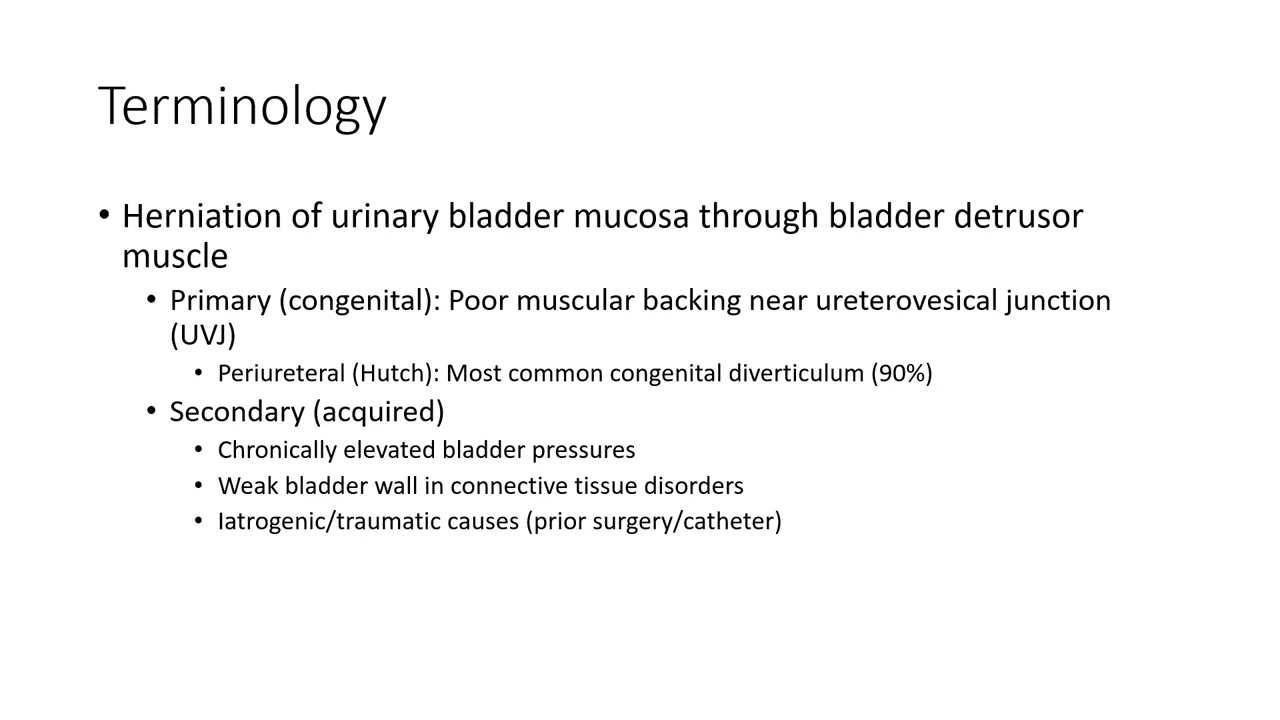 Terminology
• Herniation of urinary bladder mucosa through bladder detrusor
muscle
• Primary (congenital): Poor muscular backing near ureterovesical junction
(UVJ)
• Periureteral (Hutch): Most common congenital diverticulum (90%)
• Secondary (acquired)
• Chronically elevated bladder pressures
• Weak bladder wall in connective tissue disorders
• Iatrogenic/traumatic causes (prior surgery/catheter)